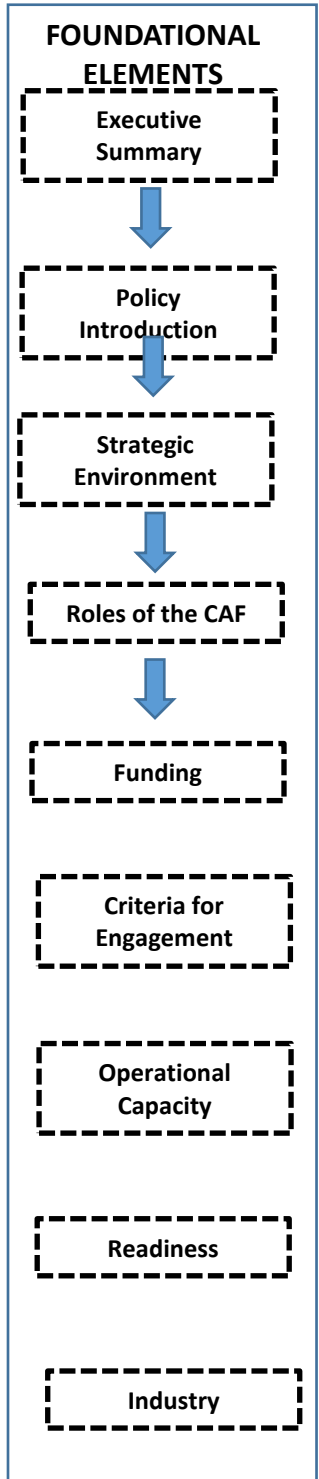 FOUNDATIONAL
ELEMENTS
Executive
Summary
Policy
Introduction
Strategic
Environment
Roles of the CAF
Funding
Criteria for
Engagement
Operational
Capacity
Readiness
Industry